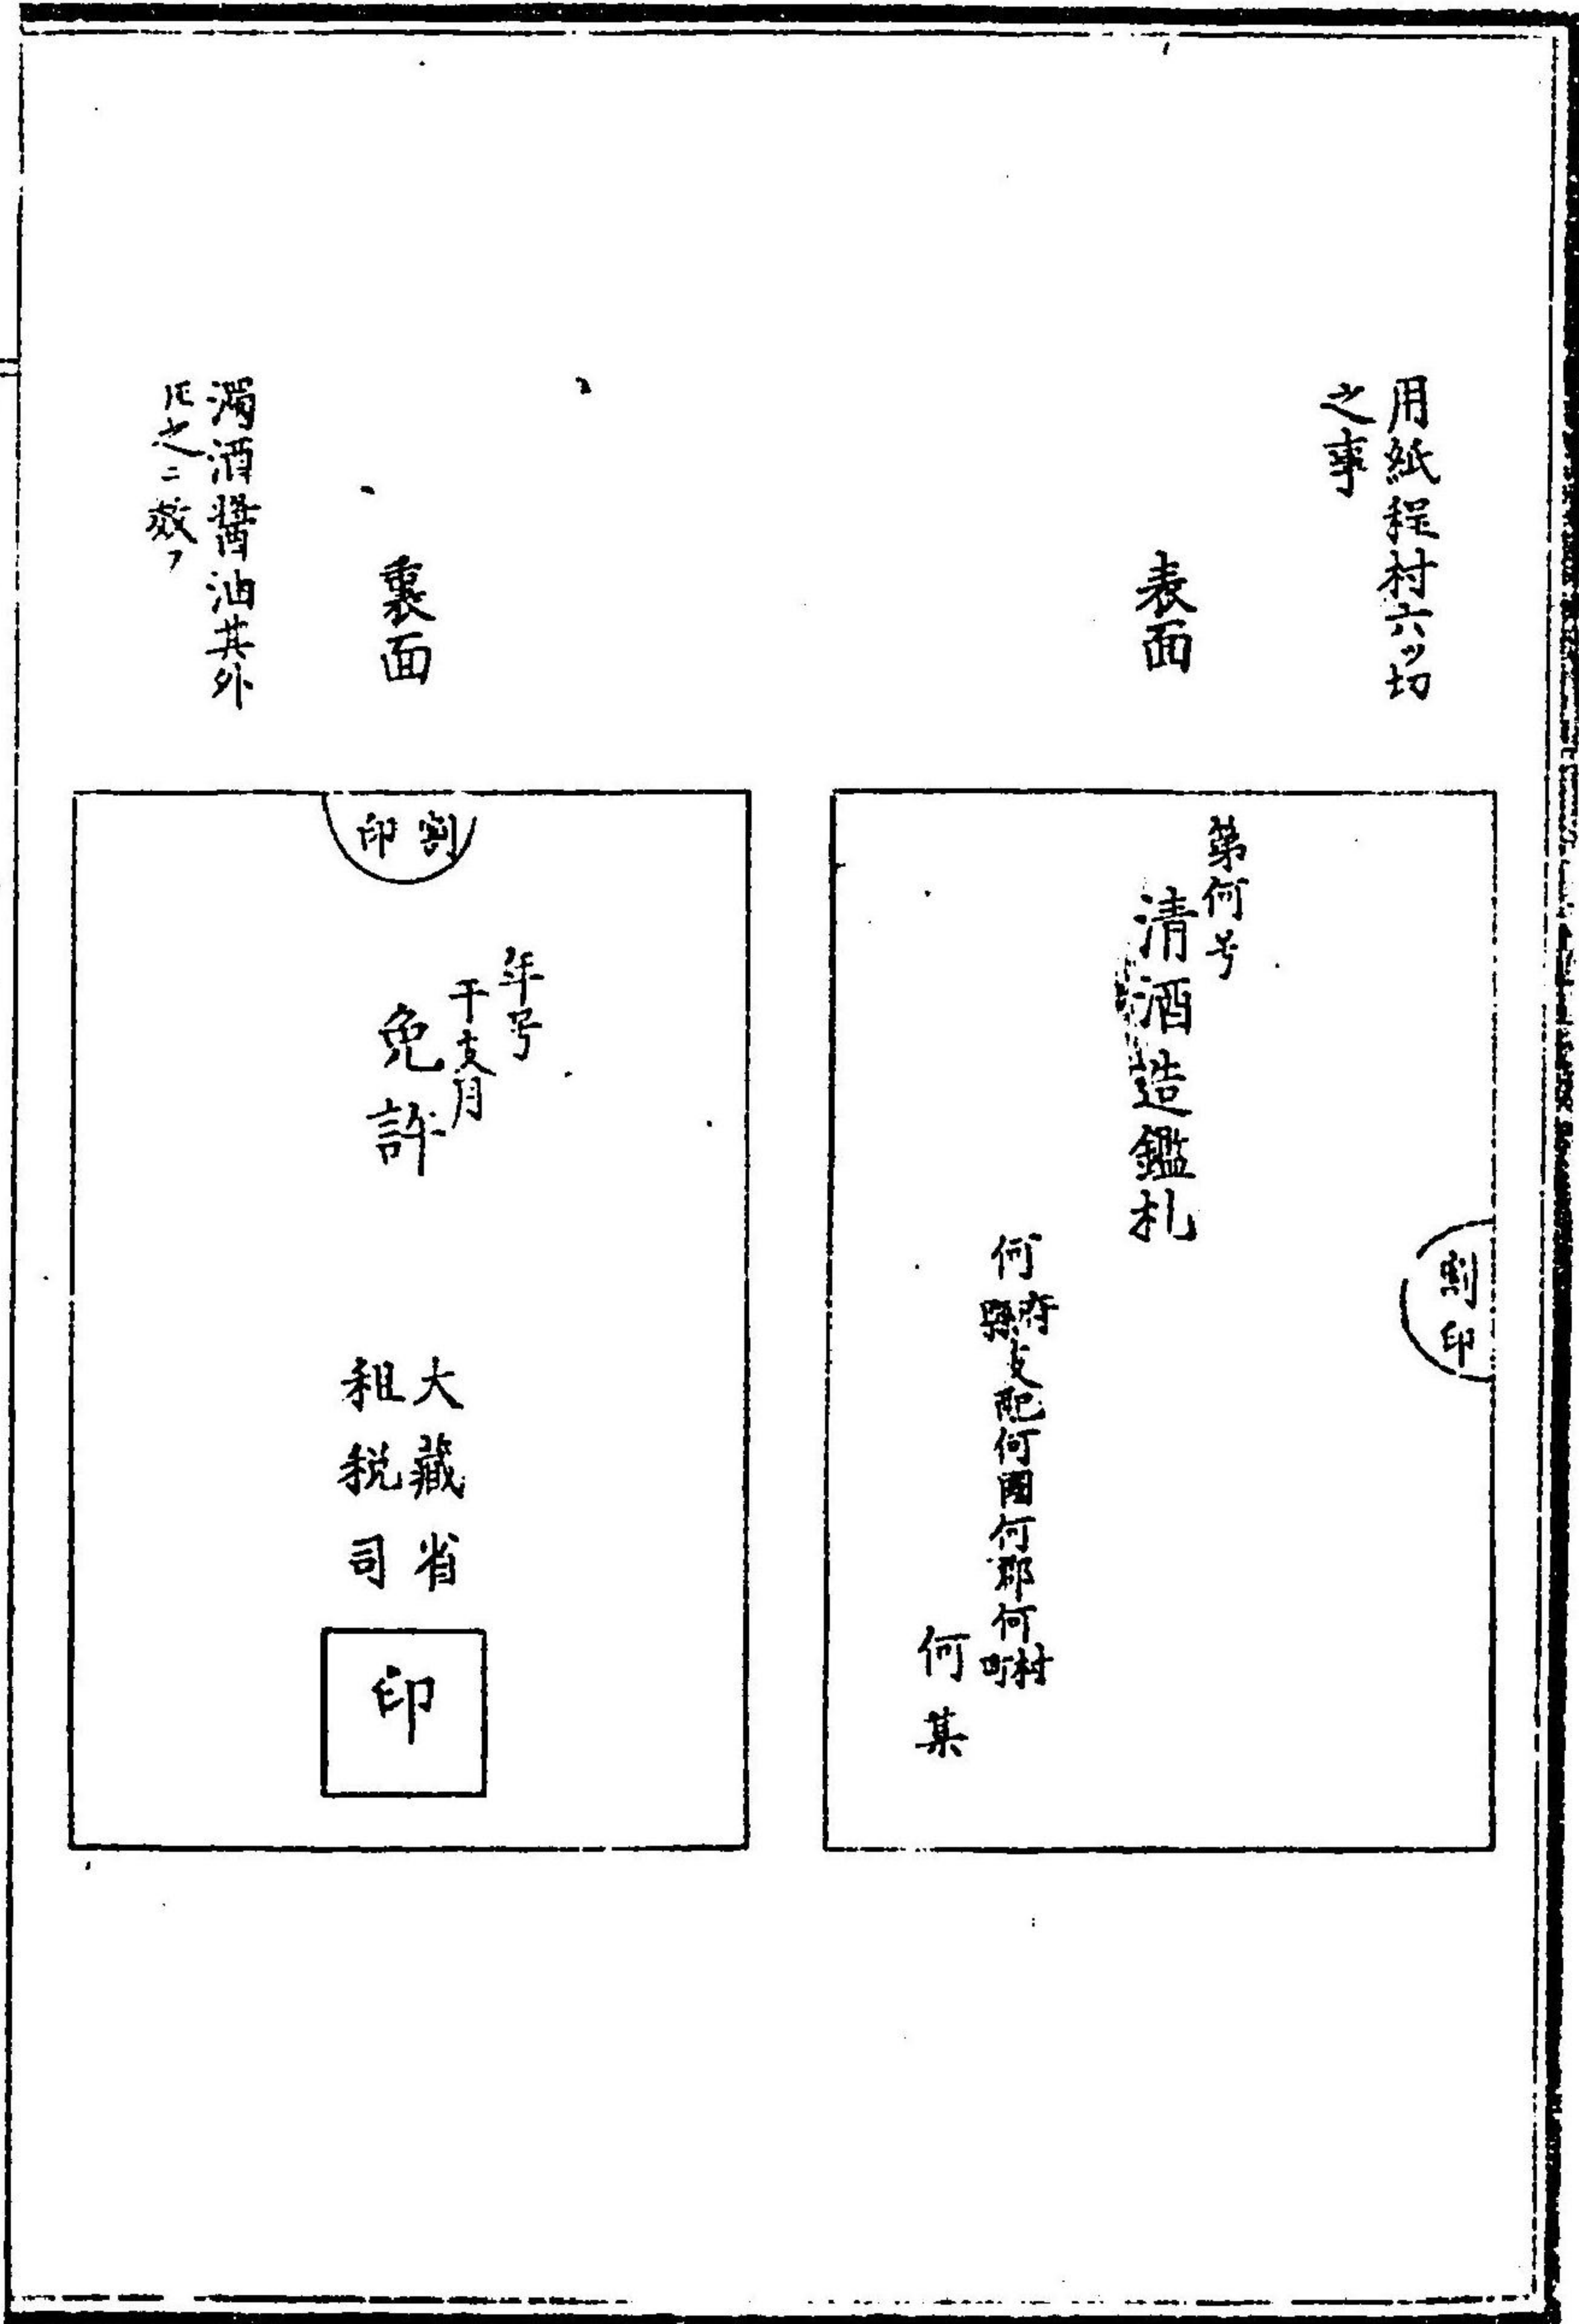 用紙程村六ッ切
之事
表面
割印
第何号
清酒造鑑札
何府縣支配何國何郡何村町
何某
裏面
割印
年号
干支月
免許
大藏省
租税司
印
濁酒醤油其外
圧之ニ效フ